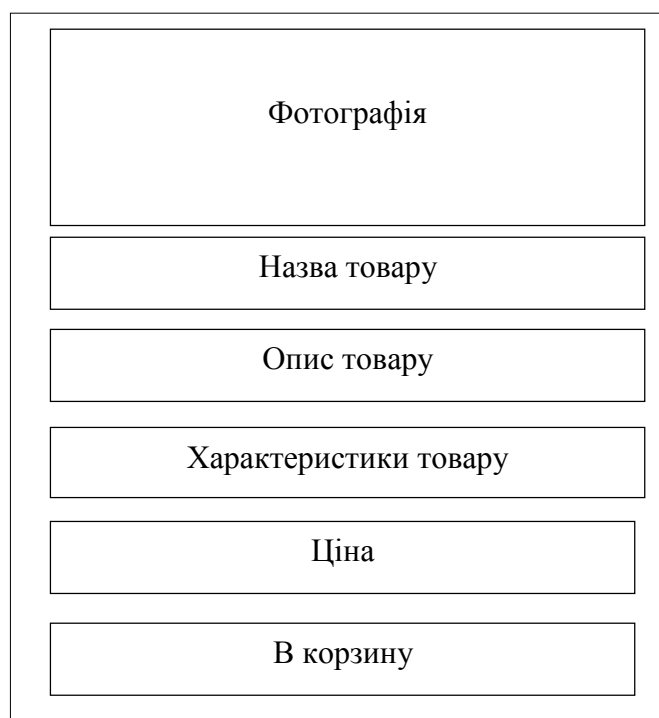 Фотографія
Назва товару
Опис товару
Характеристики товару
Ціна
В корзину